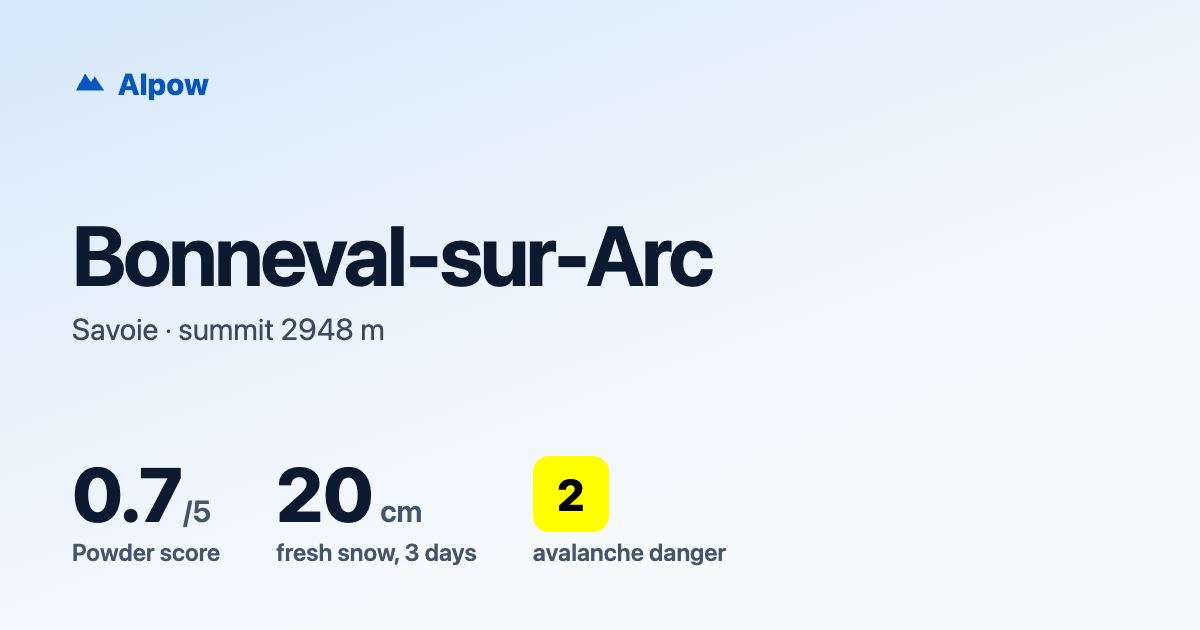 Alpow
Bonneval-sur-Arc
Savoie · summit 2948 m
0.7/5
Powder score
20 cm
fresh snow, 3 days
2
avalanche danger